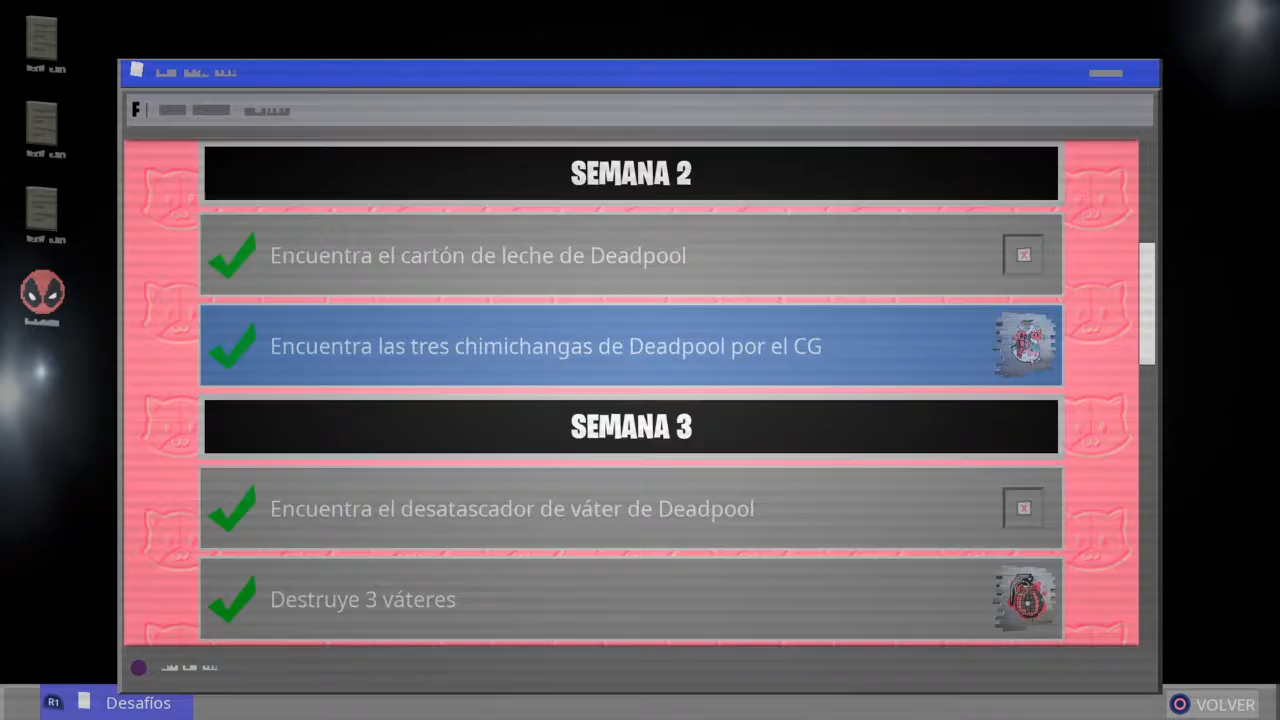 F
SEMANA 2
Encuentra el cartón de leche de Deadpool
Encuentra las tres chimichangas de Deadpool por el CG
SEMANA 3
Encuentra el desatascador de váter de Deadpool
Destruye 3 váteres
R1 Desafíos
VOLVER